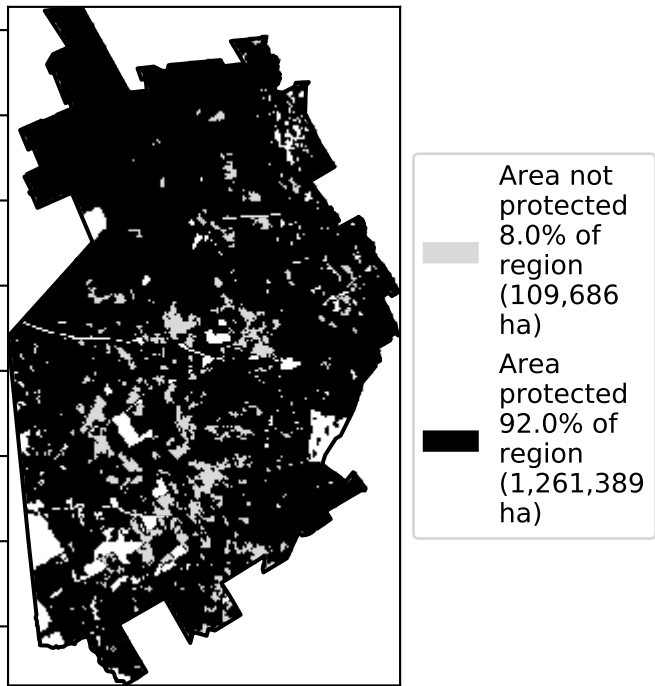 Area not
protected
8.0% of
region
(109,686
ha)
Area
protected
92.0% of
region
(1,261,389
ha)